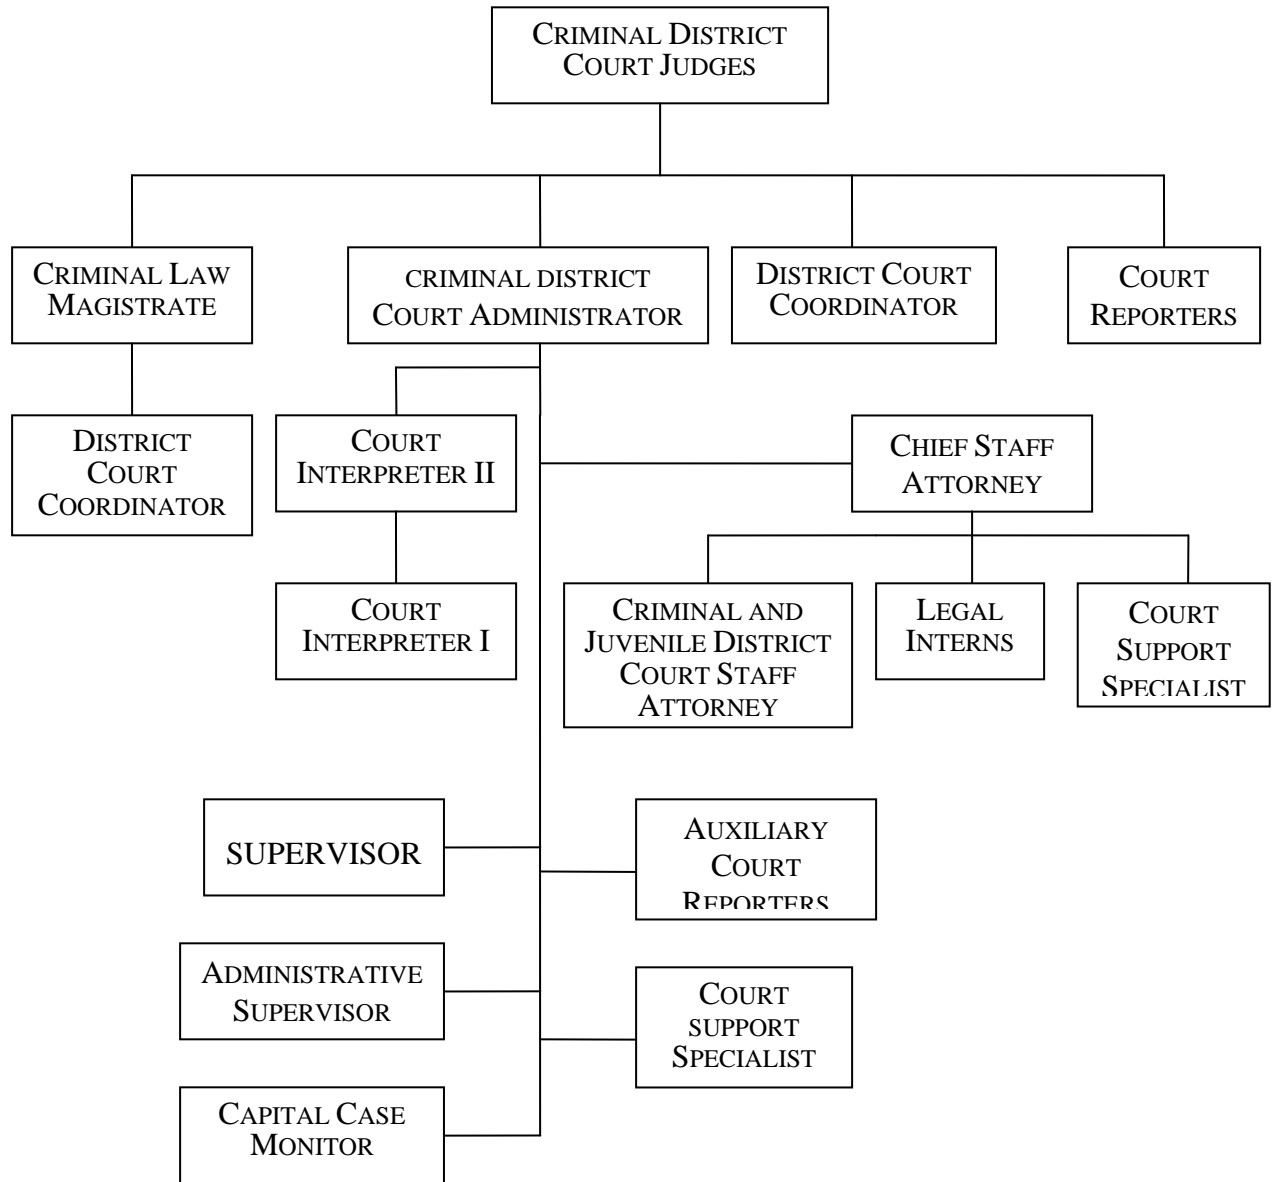 CRIMINAL DISTRICT
COURT JUDGES
CRIMINAL LAW
MAGISTRATE
CRIMINAL DISTRICT
COURT ADMINISTRATOR
DISTRICT COURT
COORDINATOR
COURT
REPORTERS
DISTRICT
COURT
COORDINATOR
COURT
INTERPRETER II
CHIEF STAFF
ATTORNEY
COURT
INTERPRETER I
CRIMINAL AND
JUVENILE DISTRICT
COURT STAFF
ATTORNEY
LEGAL
INTERNS
COURT
SUPPORT
SPECIALIST
SUPERVISOR
AUXILIARY
COURT
REPORTERS
ADMINISTRATIVE
SUPERVISOR
COURT
SUPPORT
SPECIALIST
CAPITAL CASE
MONITOR